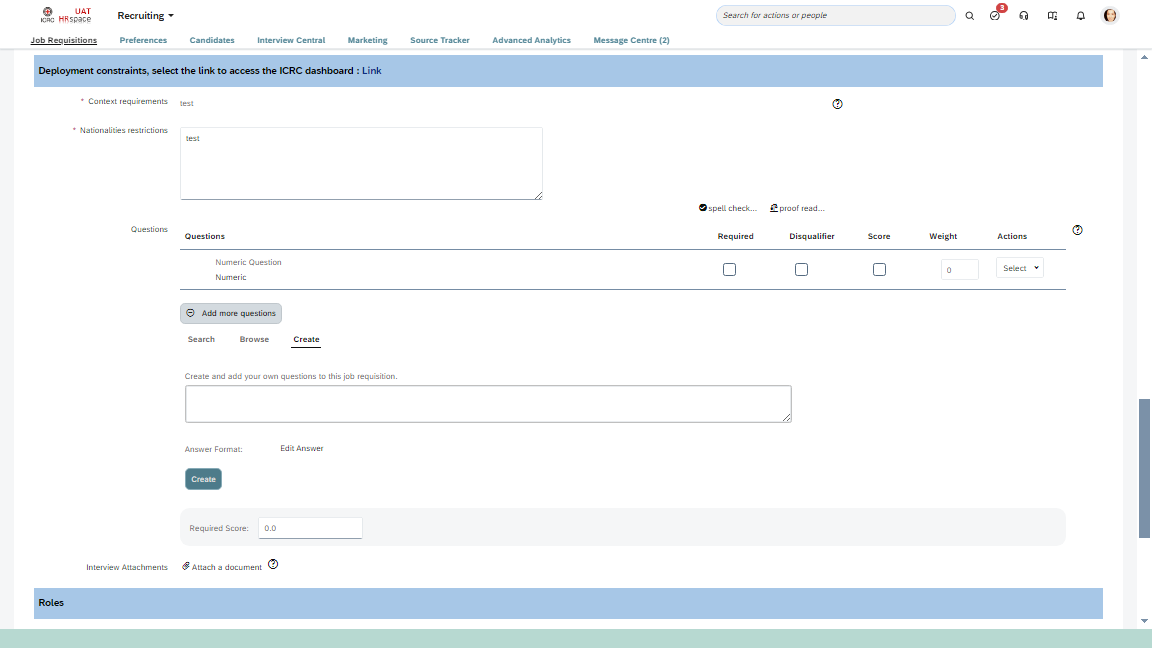 ICRC UAT HRspace Recruiting Search for actions or people 3
Job Requisitions Preferences Candidates Interview Central Marketing Source Tracker Advanced Analytics Message Centre (2)
Deployment constraints, select the link to access the ICRC dashboard : Link
* Context requirements test
* Nationalities restrictions test
spell check... proof read...
Questions
Questions Required Disqualifier Score Weight Actions
Numeric Question
Numeric 0 Select
Add more questions
Search Browse Create
Create and add your own questions to this job requisition.
Answer Format: Edit Answer
Create
Required Score: 0.0
Interview Attachments Attach a document
Roles